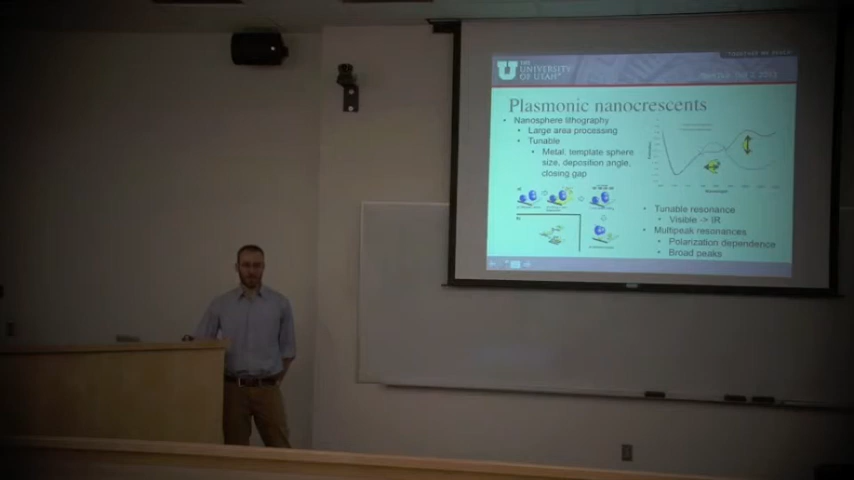 THE
UNIVERSITY
OF UTAH
Plasmonic nanocrescents
• Nanosphere lithography
• Large area processing
• Tunable
• Metal, template sphere
size, deposition angle,
closing gap
• Tunable resonance
• Visible -> IR
• Multipeak resonances
• Polarization dependence
• Broad peaks